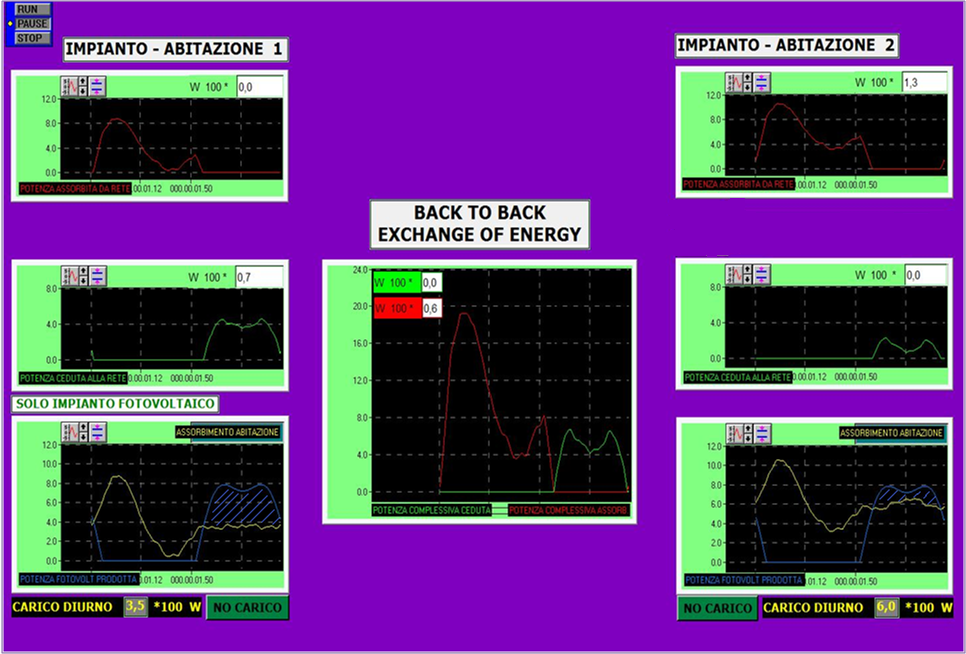 RUN
PAUSE
STOP
IMPIANTO - ABITAZIONE 1
W 100 * 0,0
12.0
8.0
4.0
0.0
POTENZA ASSORBITA DA RETE 00.01.12 000.00.01.50
8.0
W 100 * 0,7
4.0
0.0
POTENZA CEDUTA ALLA RETE 0.00.01.12 000.00.01.50
SOLO IMPIANTO FOTOVOLTAICO
ASSORBIMENTO ABITAZIONE
12.0
10.0
8.0
6.0
4.0
2.0
0.0
POTENZA FOTOVOLT PRODOTTA 0.01.12 000.00.01.50
CARICO DIURNO 3,5 *100 W NO CARICO
BACK TO BACK
EXCHANGE OF ENERGY
24.0
W 100 * 0,0
20.0
W 100 * 0,6
16.0
12.0
8.0
4.0
0.0
POTENZA COMPLESSIVA CEDUTA POTENZA COMPLESSIVA ASSORB
IMPIANTO - ABITAZIONE 2
W 100 * 1,3
12.0
8.0
4.0
0.0
POTENZA ASSORBITA DA RETE 00.01.12 000.00.01.50
W 100 * 0,0
8.0
4.0
0.0
POTENZA CEDUTA ALLA RETE 0.00.01.12 000.00.01.50
ASSORBIMENTO ABITAZIONE
12.0
10.0
8.0
6.0
4.0
2.0
0.0
POTENZA FOTOVOLT PRODOTTA 0.01.12 000.00.01.50
NO CARICO CARICO DIURNO 6,0 *100 W